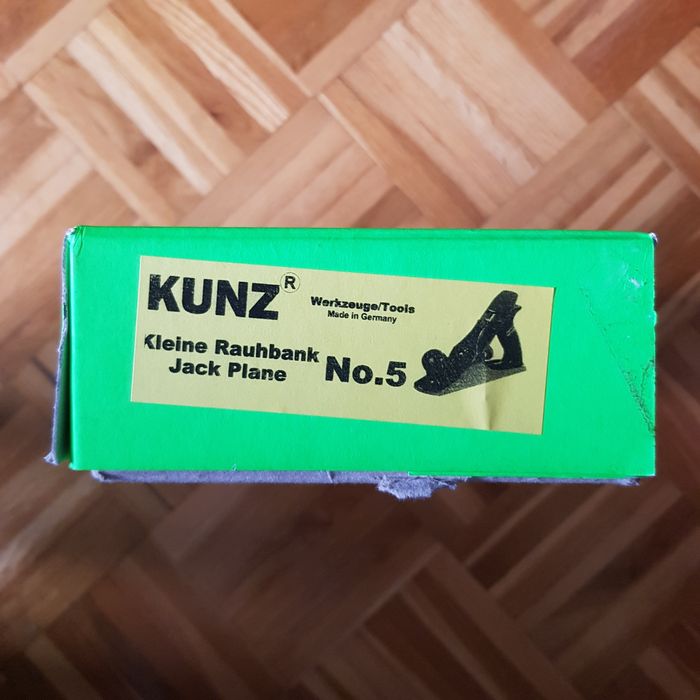 KUNZ ®
Werkzeuge/Tools
Made in Germany
Kleine Rauhbank
Jack Plane
No.5